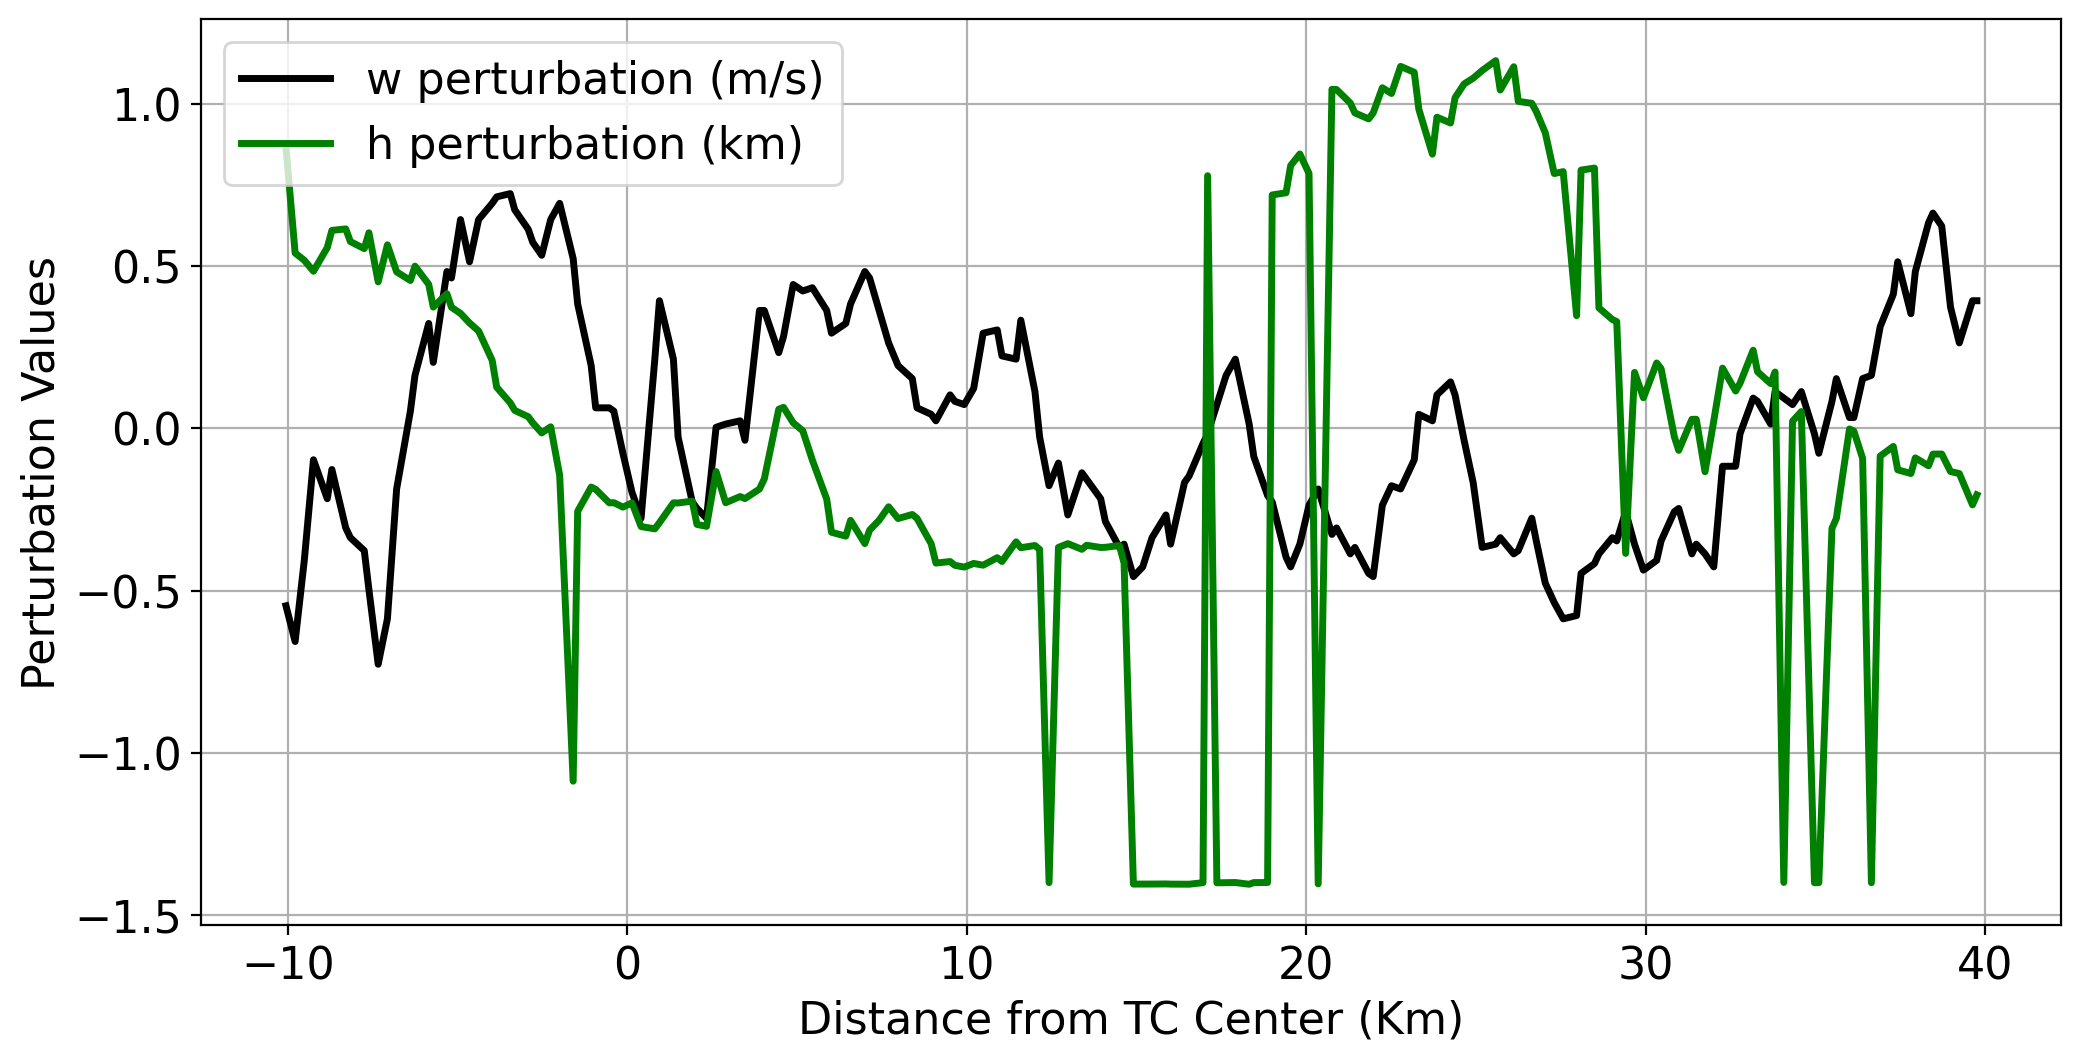 w perturbation (m/s)
h perturbation (km)
Perturbation Values
1.0
0.5
0.0
−0.5
−1.0
−1.5
−10 0 10 20 30 40
Distance from TC Center (Km)